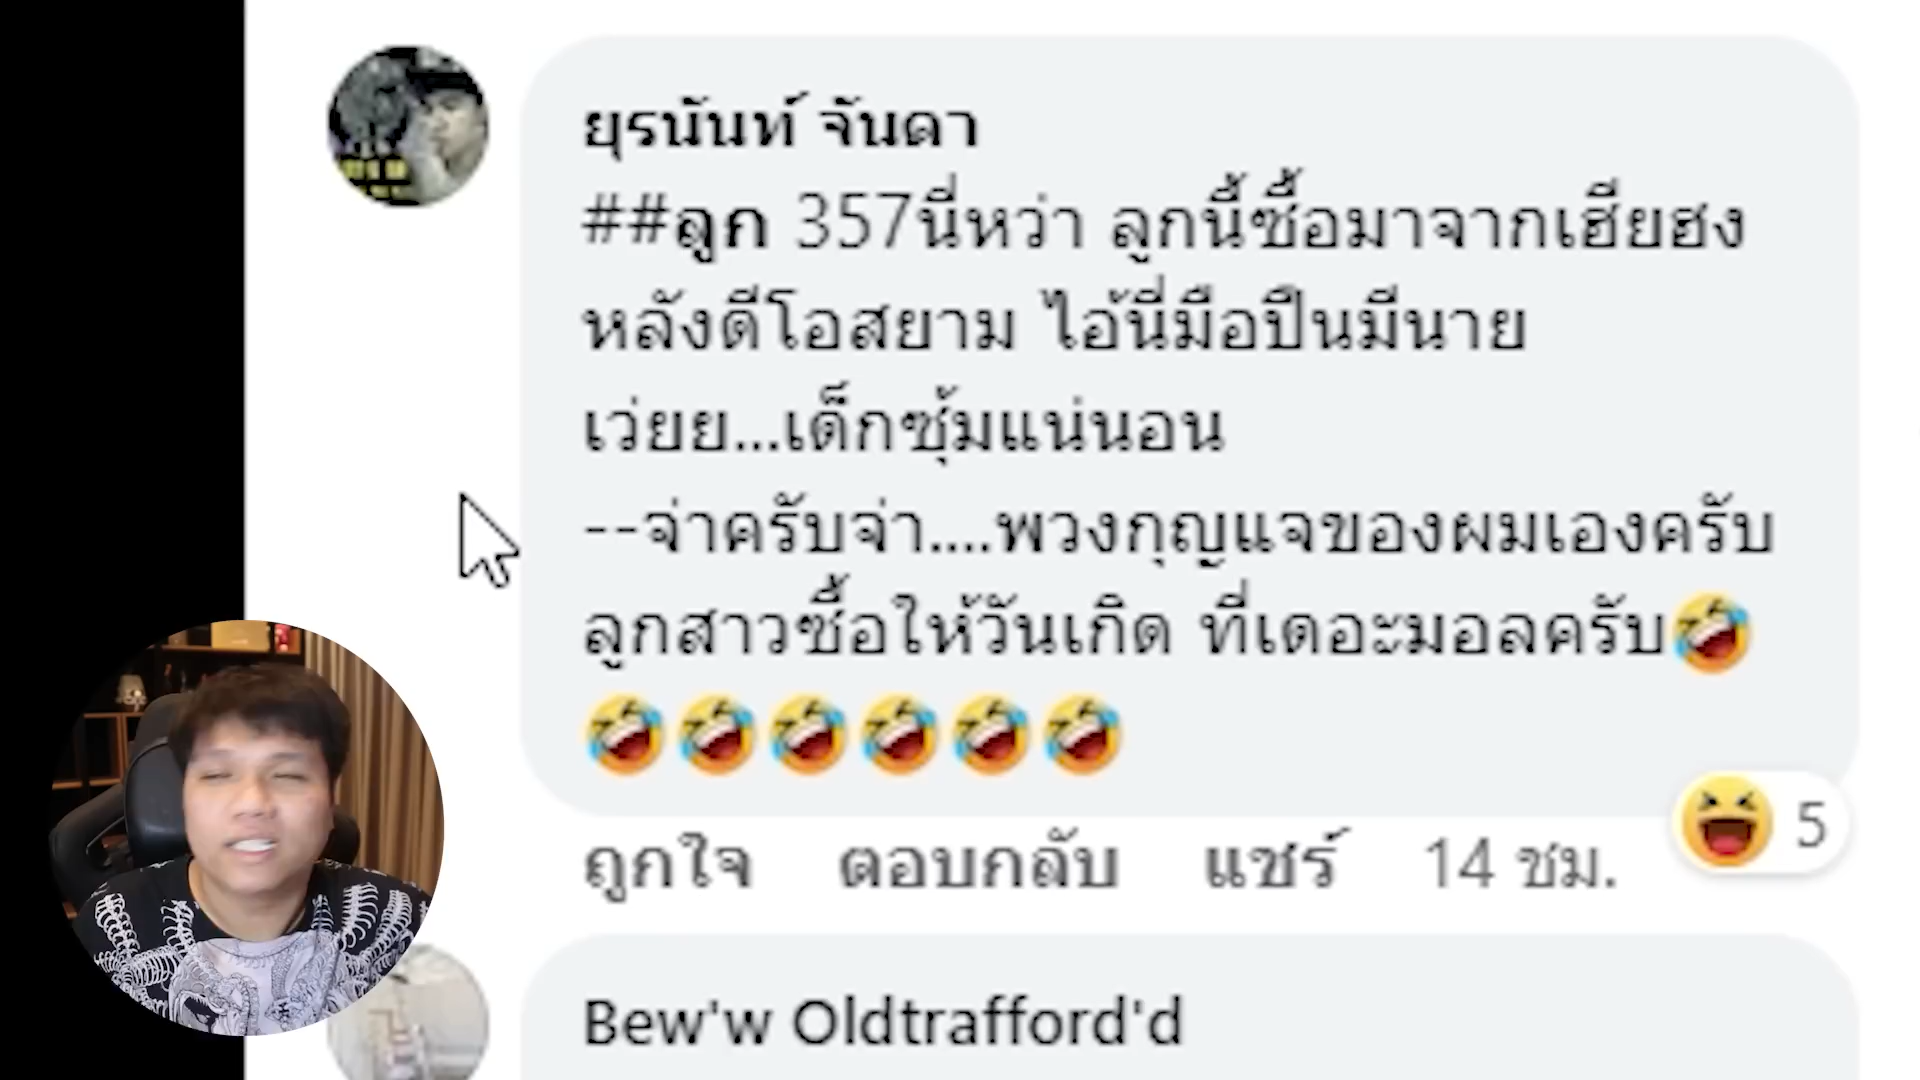 ยุรนันท์ จันดา
##ลูก 357นี่หว่า ลูกนี้ซื้อมาจากเฮียฮง
หลังดีโอสยาม ไอ้นี่มือปืนมีนาย
เว่ยย...เด็กซุ้มแน่นอน
--จ่าครับจ่า....พวงกุญแจของผมเองครับ
ลูกสาวซื้อให้วันเกิด ที่เดอะมอลครับ🤣
🤣🤣🤣🤣🤣🤣
5
ถูกใจ ตอบกลับ แชร์ 14 ชม.
Bew'w Oldtrafford'd